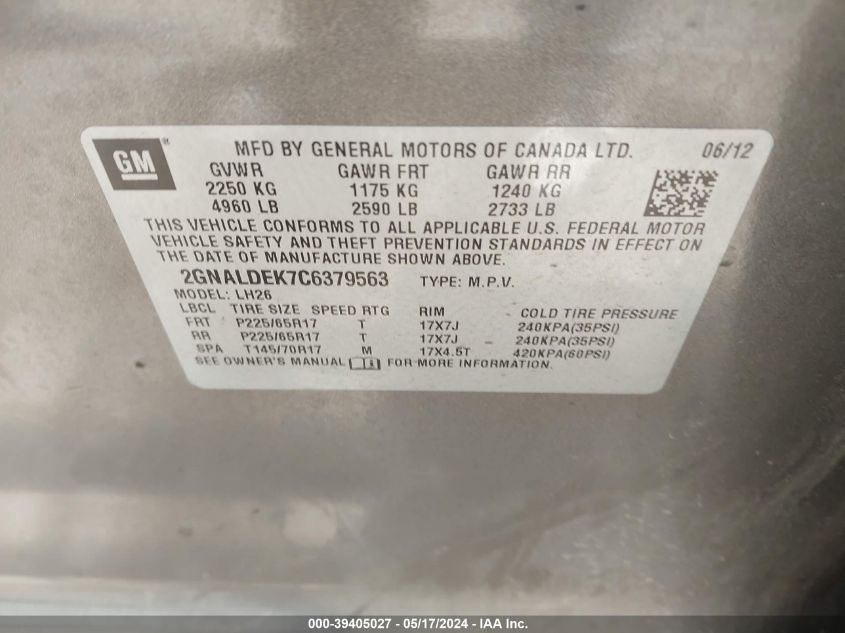 GM ® MFD BY GENERAL MOTORS OF CANADA LTD. 06/12
GVWR GAWR FRT GAWR RR
2250 KG 1175 KG 1240 KG
4960 LB 2590 LB 2733 LB
THIS VEHICLE CONFORMS TO ALL APPLICABLE U.S. FEDERAL MOTOR
VEHICLE SAFETY AND THEFT PREVENTION STANDARDS IN EFFECT ON
THE DATE OF MANUFACTURE SHOWN ABOVE.
2GNALDEK7C6379563 TYPE: M.P.V.
MODEL: LH26
LBCL TIRE SIZE SPEED RTG RIM COLD TIRE PRESSURE
FRT P225/65R17 T 17X7J 240KPA(35PSI)
RR P225/65R17 T 17X7J 240KPA(35PSI)
SPA T145/70R17 M 17X4.5T 420KPA(60PSI)
SEE OWNER'S MANUAL FOR MORE INFORMATION.
000-39405027 - 05/17/2024 - IAA Inc.